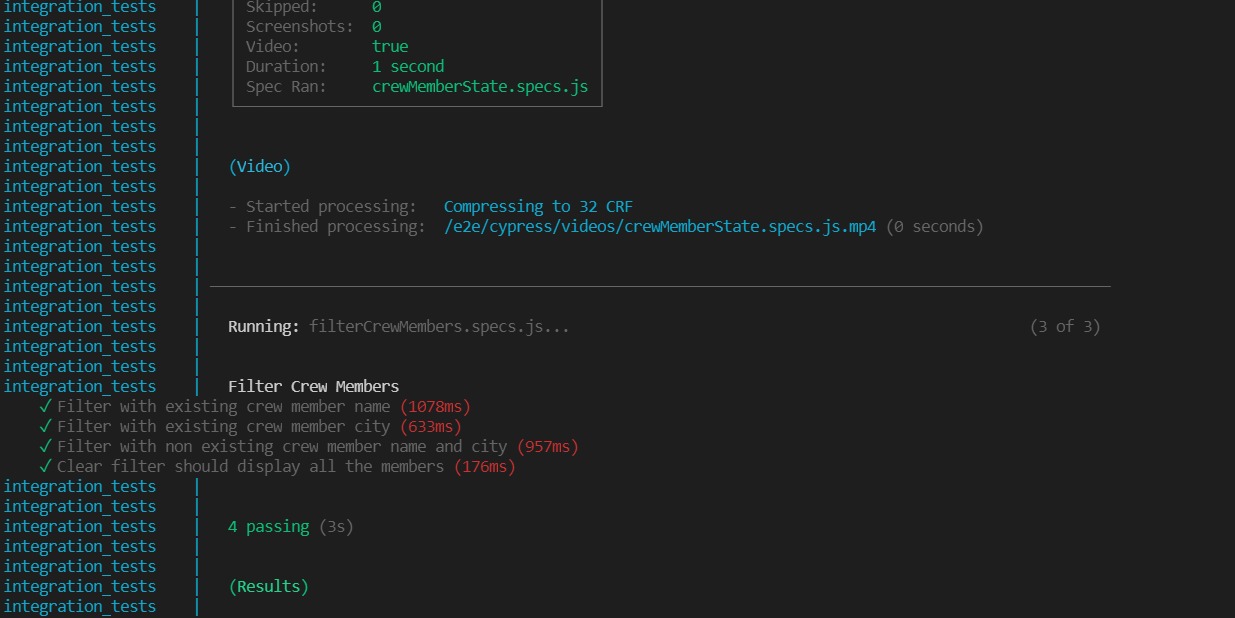 integration_tests | Skipped: 0
integration_tests | Screenshots: 0
integration_tests | Video: true
integration_tests | Duration: 1 second
integration_tests | Spec Ran: crewMemberState.specs.js
integration_tests |
integration_tests |
integration_tests |
integration_tests | (Video)
integration_tests |
integration_tests | - Started processing: Compressing to 32 CRF
integration_tests | - Finished processing: /e2e/cypress/videos/crewMemberState.specs.js.mp4 (0 seconds)
integration_tests |
integration_tests |
integration_tests |
integration_tests |
integration_tests | Running: filterCrewMembers.specs.js... (3 of 3)
integration_tests |
integration_tests |
integration_tests | Filter Crew Members
✓ Filter with existing crew member name (1078ms)
✓ Filter with existing crew member city (633ms)
✓ Filter with non existing crew member name and city (957ms)
✓ Clear filter should display all the members (176ms)
integration_tests |
integration_tests |
integration_tests | 4 passing (3s)
integration_tests |
integration_tests |
integration_tests | (Results)
integration_tests |